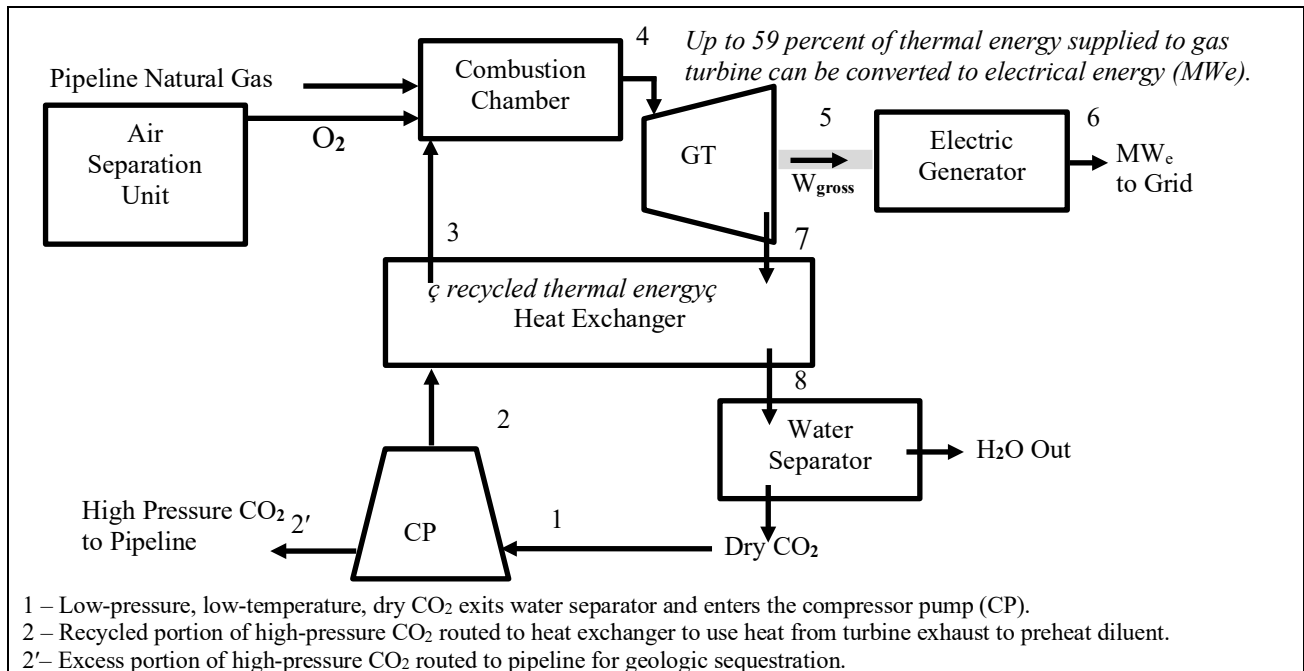 4
Up to 59 percent of thermal energy supplied to gas
turbine can be converted to electrical energy (MWe).
Pipeline Natural Gas
Combustion
Chamber
Air
Separation
Unit
O₂
GT
5
W_gross
Electric
Generator
6
MW_e
to Grid
3
7
ç recycled thermal energyç
Heat Exchanger
8
2
Water
Separator
H₂O Out
High Pressure CO₂
to Pipeline
2′
CP
1
Dry CO₂
1 – Low-pressure, low-temperature, dry CO₂ exits water separator and enters the compressor pump (CP).
2 – Recycled portion of high-pressure CO₂ routed to heat exchanger to use heat from turbine exhaust to preheat diluent.
2′– Excess portion of high-pressure CO₂ routed to pipeline for geologic sequestration.